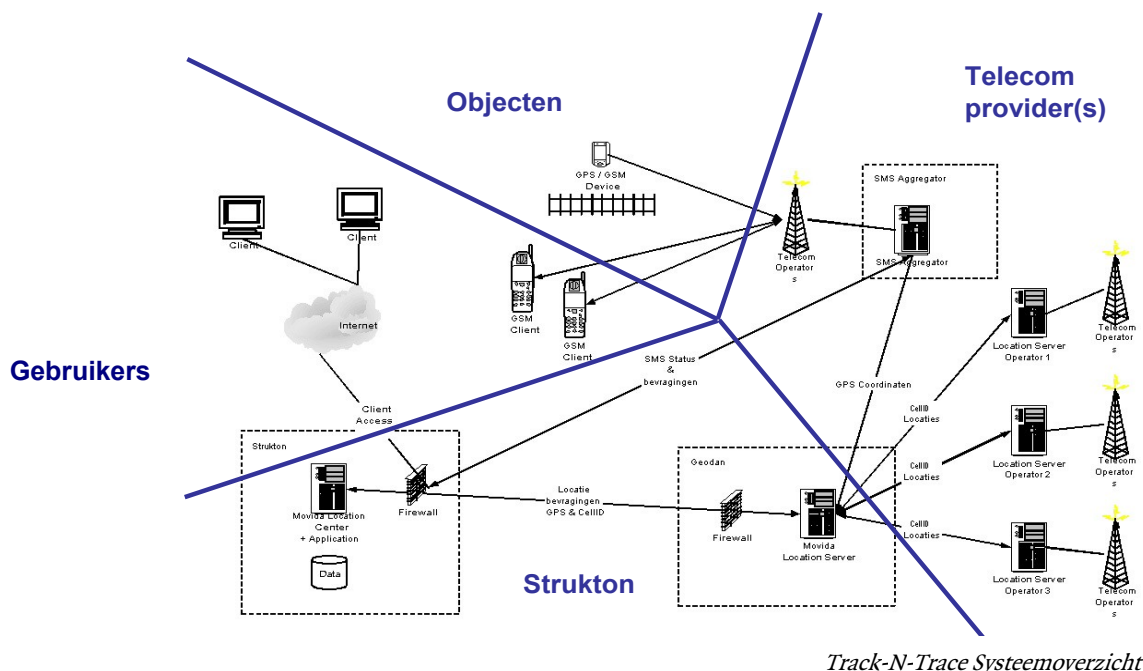 Objecten
Telecom
provider(s)
GPS / GSM
Device
SMS Aggregator
SMS Aggregator
Telecom
Operator
s
Client
Client
Internet
GSM
Client
GSM
Client
Gebruikers
SMS Status
&
bevragingen
GPS Coordinaten
Location Server
Operator 1
Telecom
Operator
s
CellID
Locaties
Location Server
Operator 2
Telecom
Operator
s
CellID
Locaties
Client
Access
Strukton
Movida Location
Center
+ Application
Firewall
Data
Locatie
bevragingen
GPS & CellID
Geodan
Firewall
Movida
Location Server
CellID
Locaties
Location Server
Operator 3
Telecom
Operator
s
Strukton
Track-N-Trace Systeemoverzicht